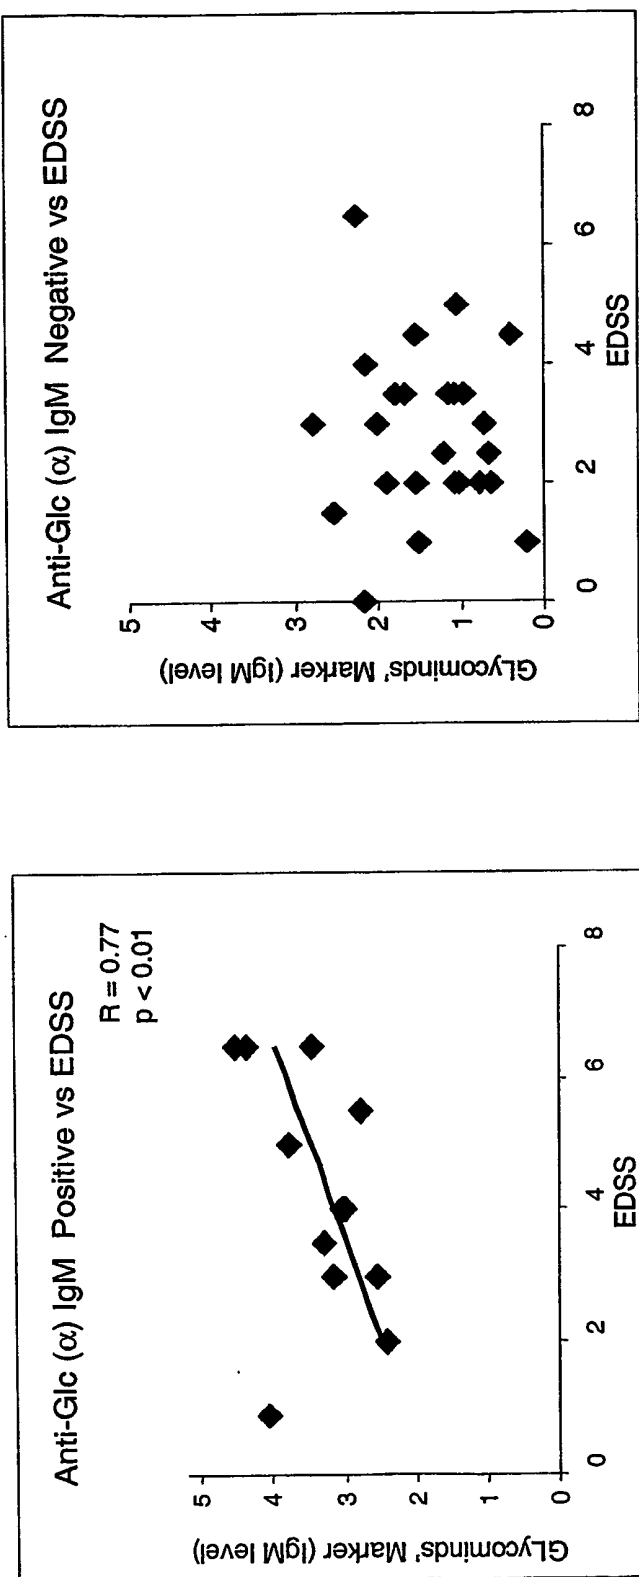 Anti-Glc (α) IgM Positive vs EDSS
R = 0.77
p < 0.01
GLycominds' Marker (IgM level)
5
4
3
2
1
0
0 2 4 6 8
EDSS
Anti-Glc (α) IgM Negative vs EDSS
GLycominds' Marker (IgM level)
5
4
3
2
1
0
0 2 4 6 8
EDSS